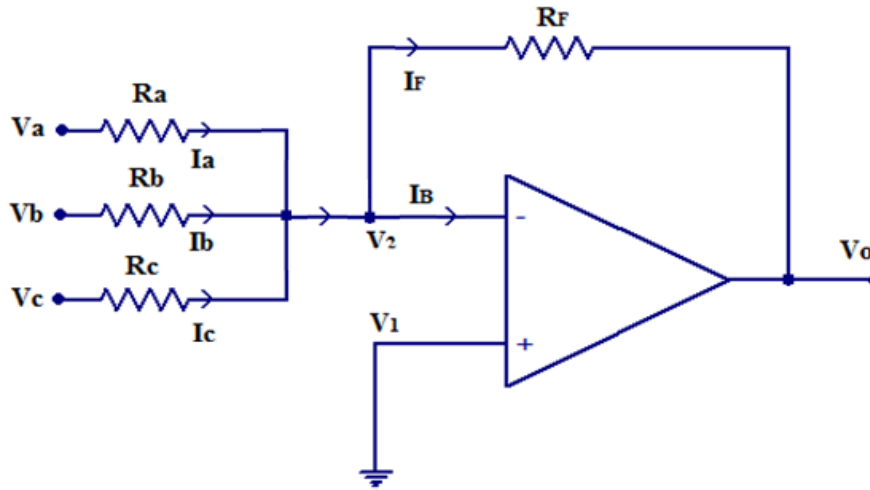 RF
IF
Ra
Va
Ia
Rb
IB
Vb
-
Ib
V2
Vo
Rc
Vc
V1
Ic
+